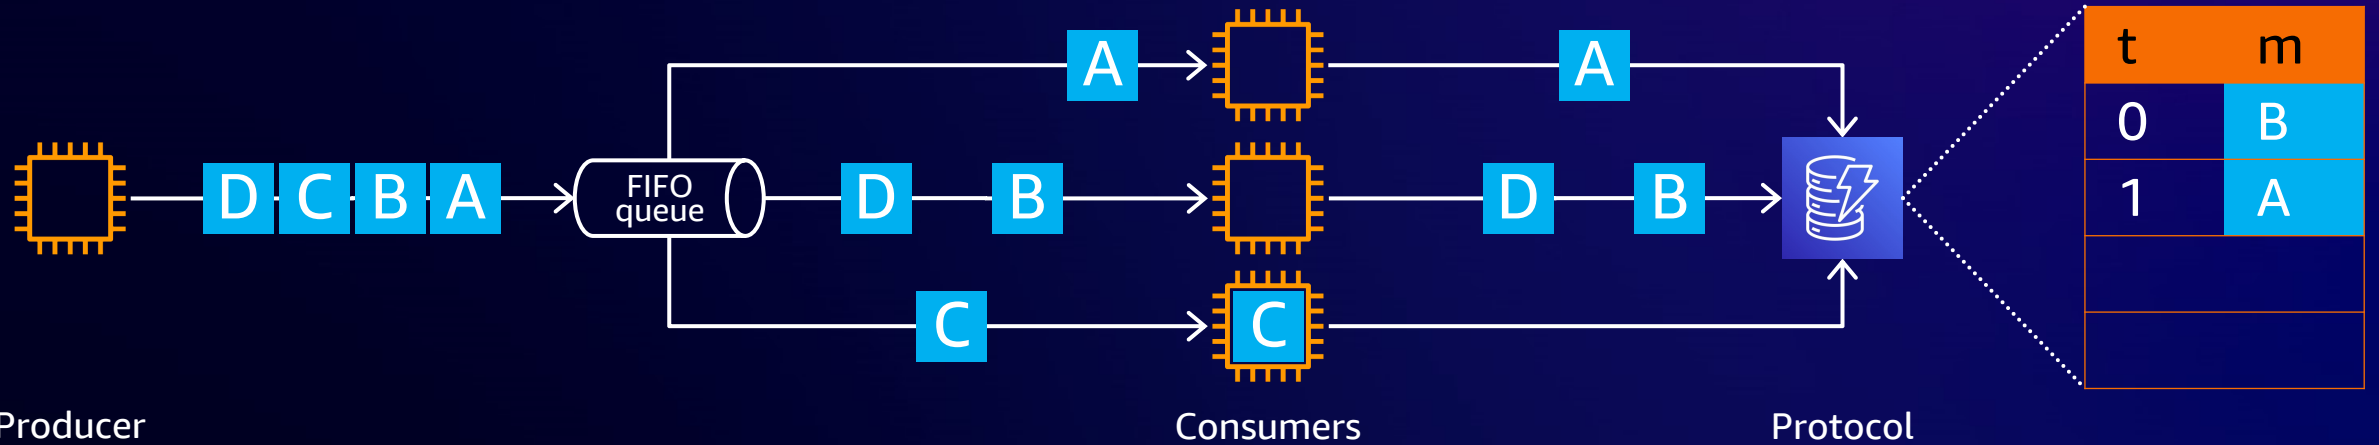 D C B A
FIFO
queue
A
D B
C
C
A
D B
t m
0 B
1 A
Producer
Consumers
Protocol